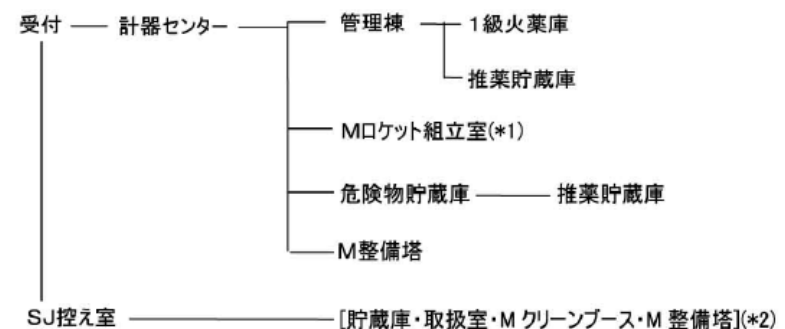 受付 計器センター 管理棟 1級火薬庫
推薬貯蔵庫
Mロケット組立室(*1)
危険物貯蔵庫 推薬貯蔵庫
M整備塔
SJ控え室 [貯蔵庫・取扱室・M クリーンブース・M 整備塔](*2)